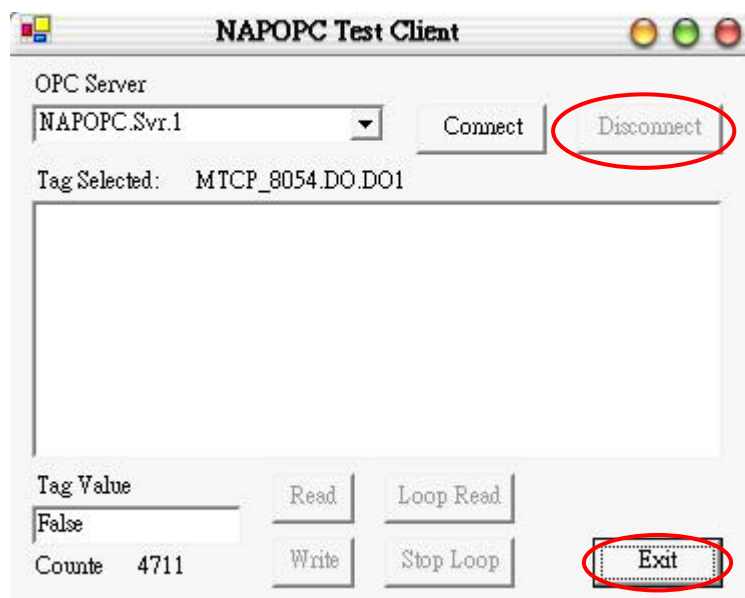 NAPOPC Test Client
OPC Server
NAPOPC.Svr.1
Connect
Disconnect
Tag Selected: MTCP_8054.DO.DO1
Tag Value
False
Read
Loop Read
Counte 4711
Write
Stop Loop
Exit